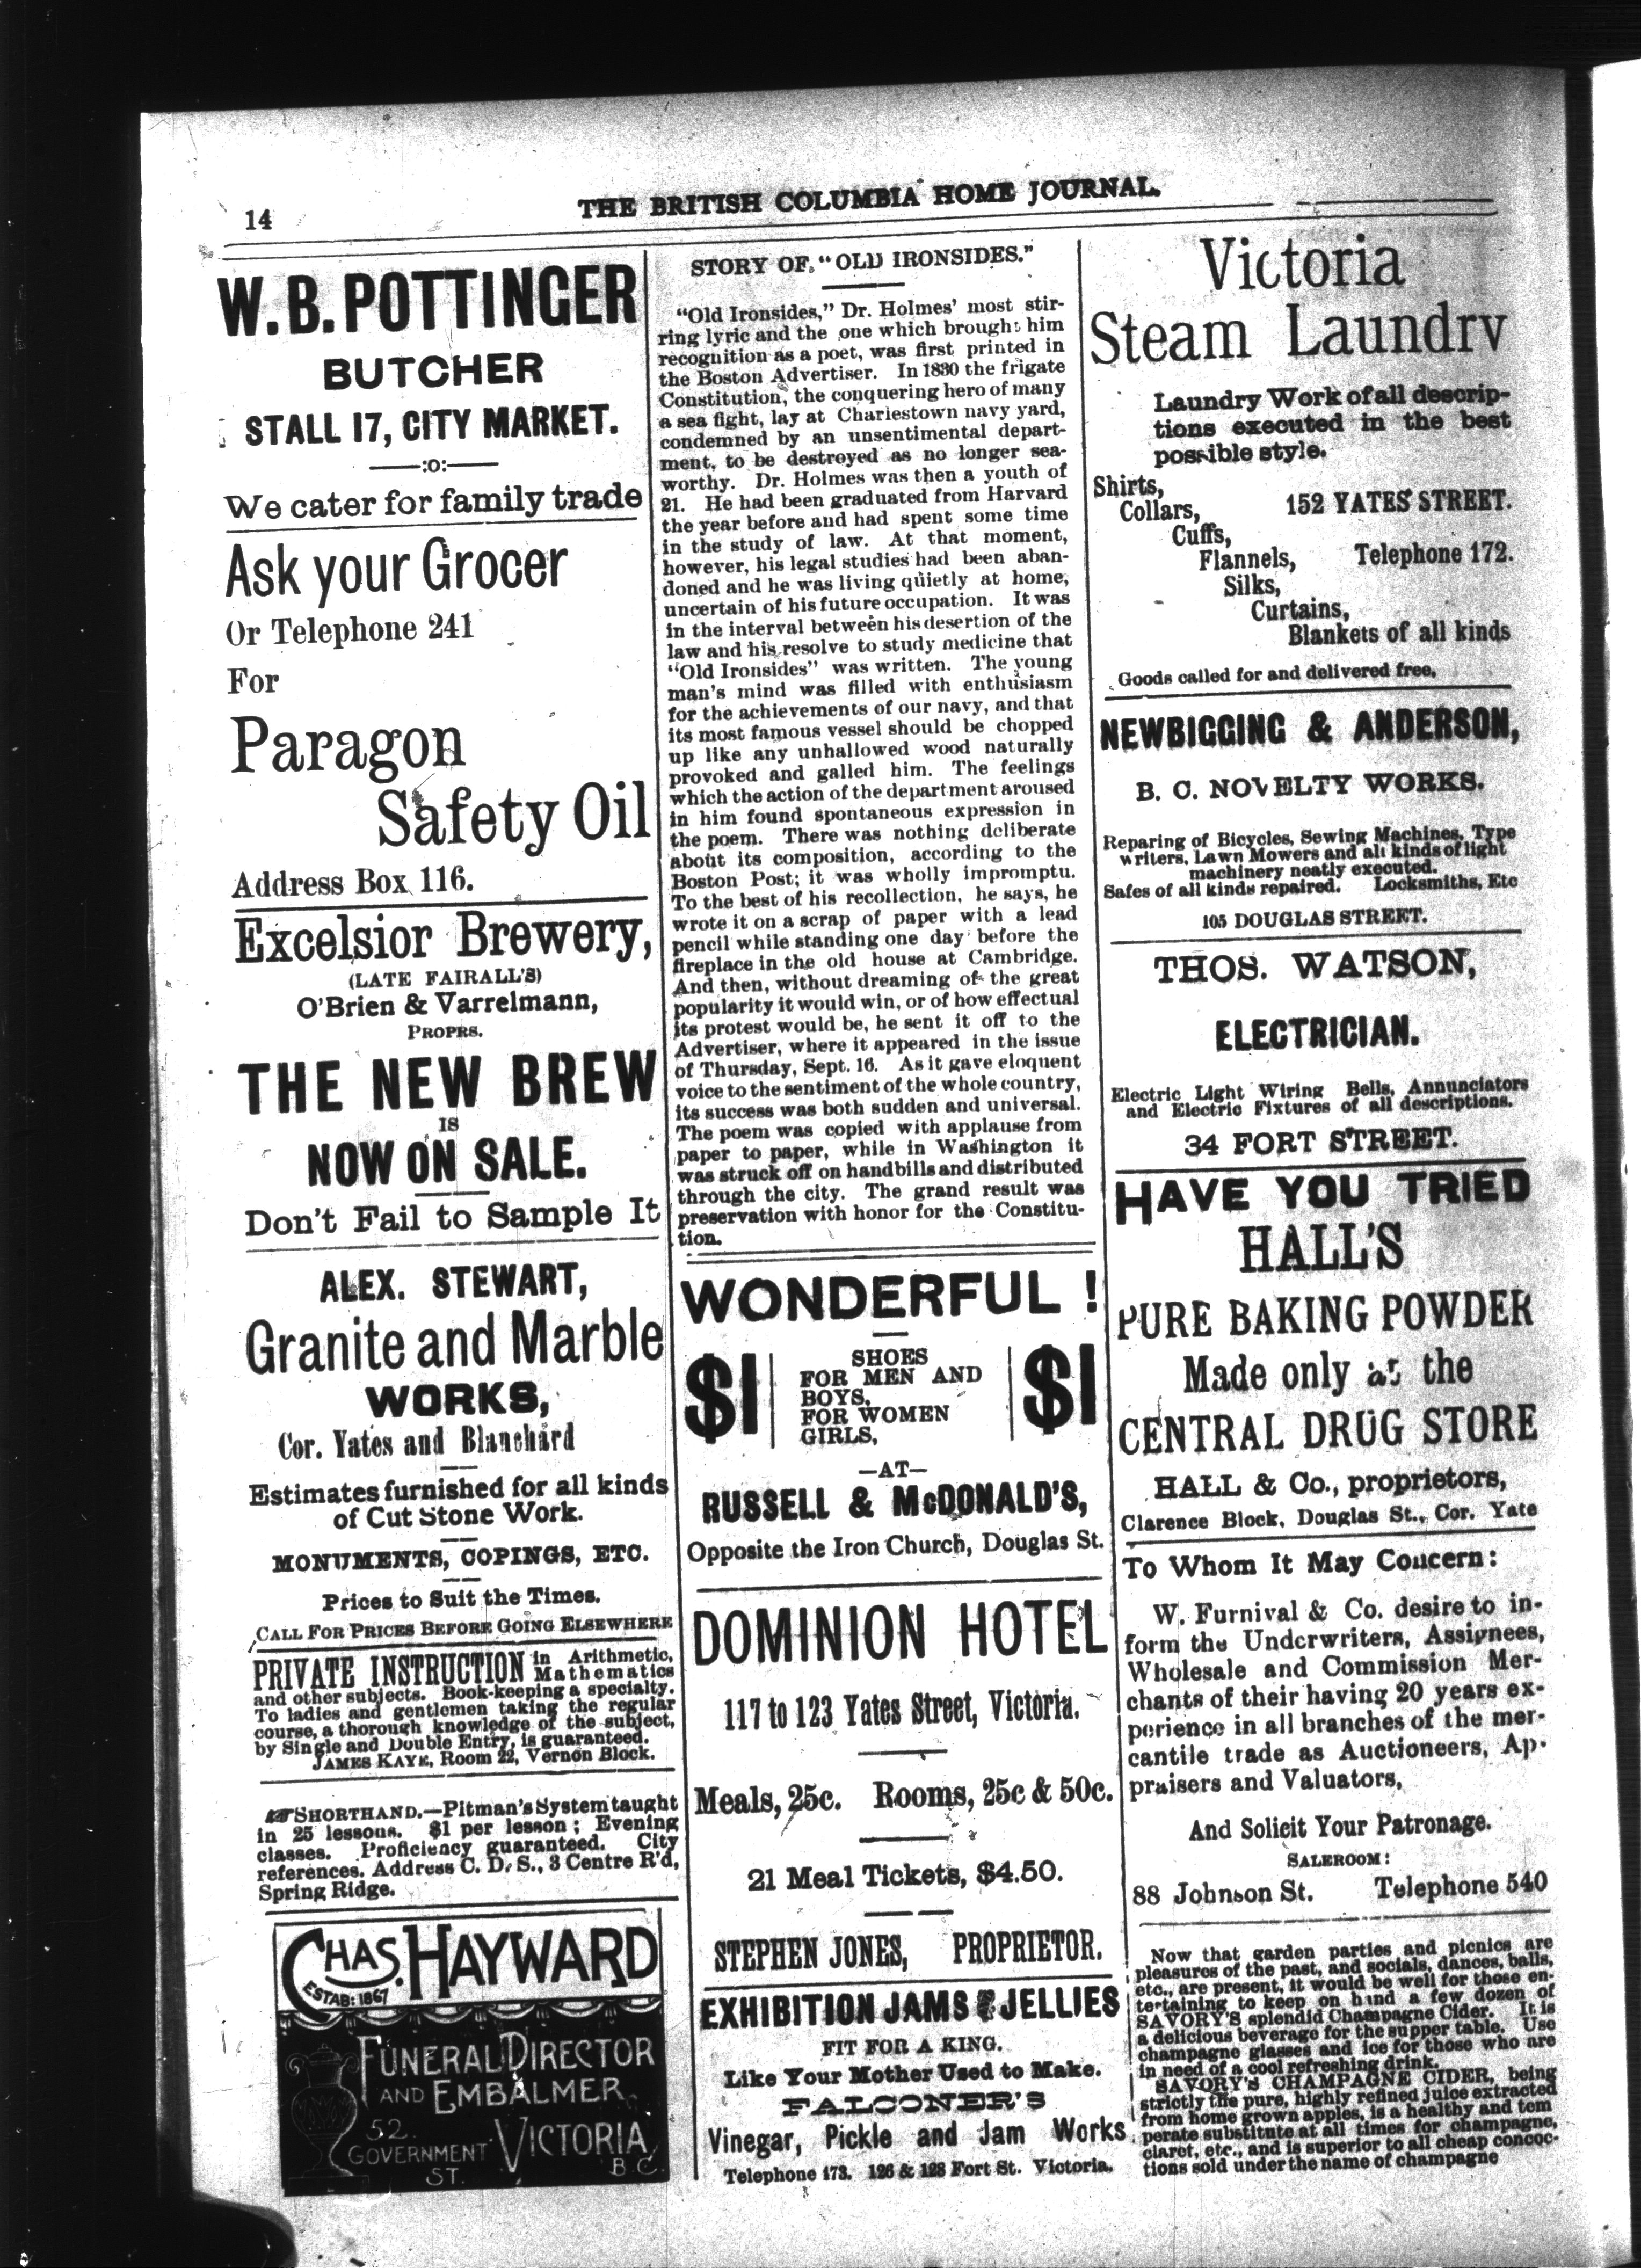 14
THE BRITISH COLUMBIA HOME JOURNAL.
W. B. POTTINGER
BUTCHER
STALL 17, CITY MARKET.
——:o:——
We cater for family trade
Ask your Grocer
Or Telephone 241
For
Paragon
Safety Oil
Address Box 116.
Excelsior Brewery,
(LATE FAIRALL'S)
O'Brien & Varrelmann,
PROPRS.
THE NEW BREW
IS
NOW ON SALE.
Don't Fail to Sample It
ALEX. STEWART,
Granite and Marble
WORKS,
Cor. Yates and Blanchard
Estimates furnished for all kinds
of Cut Stone Work.
MONUMENTS, COPINGS, ETC.
Prices to Suit the Times.
CALL FOR PRICES BEFORE GOING ELSEWHERE
PRIVATE INSTRUCTION in Arithmetic,
Mathematics
and other subjects. Book-keeping a specialty.
To ladies and gentlemen taking the regular
course, a thorough knowledge of the subject,
by Single and Double Entry, is guaranteed.
JAMES KAYE, Room 22, Vernon Block.
☞SHORTHAND.—Pitman's System taught
in 25 lessons. $1 per lesson; Evening
classes. Proficiency guaranteed. City
references. Address C. D. S., 3 Centre R'd,
Spring Ridge.
CHAS. HAYWARD
ESTAB: 1867
FUNERAL DIRECTOR
AND EMBALMER
52.
GOVERNMENT
ST.
VICTORIA
B.C.
STORY OF "OLD IRONSIDES."
"Old Ironsides," Dr. Holmes' most stir-
ring lyric and the one which brought him
recognition as a poet, was first printed in
the Boston Advertiser. In 1830 the frigate
Constitution, the conquering hero of many
a sea fight, lay at Charlestown navy yard,
condemned by an unsentimental depart-
ment, to be destroyed as no longer sea-
worthy. Dr. Holmes was then a youth of
21. He had been graduated from Harvard
the year before and had spent some time
in the study of law. At that moment,
however, his legal studies had been aban-
doned and he was living quietly at home,
uncertain of his future occupation. It was
in the interval between his desertion of the
law and his resolve to study medicine that
"Old Ironsides" was written. The young
man's mind was filled with enthusiasm
for the achievements of our navy, and that
its most famous vessel should be chopped
up like any unhallowed wood naturally
provoked and galled him. The feelings
which the action of the department aroused
in him found spontaneous expression in
the poem. There was nothing deliberate
about its composition, according to the
Boston Post; it was wholly impromptu.
To the best of his recollection, he says, he
wrote it on a scrap of paper with a lead
pencil while standing one day before the
fireplace in the old house at Cambridge.
And then, without dreaming of the great
popularity it would win, or of how effectual
its protest would be, he sent it off to the
Advertiser, where it appeared in the issue
of Thursday, Sept. 16. As it gave eloquent
voice to the sentiment of the whole country,
its success was both sudden and universal.
The poem was copied with applause from
paper to paper, while in Washington it
was struck off on handbills and distributed
through the city. The grand result was
preservation with honor for the Constitu-
tion.
WONDERFUL!
$1
SHOES
FOR MEN AND
BOYS,
FOR WOMEN
GIRLS,
$1
—AT—
RUSSELL & McDONALD'S,
Opposite the Iron Church, Douglas St.
DOMINION HOTEL
117 to 123 Yates Street, Victoria.
Meals, 25c. Rooms, 25c & 50c.
21 Meal Tickets, $4.50.
STEPHEN JONES, PROPRIETOR.
EXHIBITION JAMS & JELLIES
FIT FOR A KING.
Like Your Mother Used to Make.
FALCONER'S
Vinegar, Pickle and Jam Works
Telephone 173. 126 & 128 Fort St. Victoria.
Victoria
Steam Laundry
Laundry Work of all descrip-
tions executed in the best
possible style.
Shirts,
Collars, 152 YATES STREET.
Cuffs,
Flannels, Telephone 172.
Silks,
Curtains,
Blankets of all kinds
Goods called for and delivered free.
NEWBIGGING & ANDERSON,
B. C. NOVELTY WORKS.
Reparing of Bicycles, Sewing Machines, Type
writers, Lawn Mowers and all kinds of light
machinery neatly executed.
Safes of all kinds repaired. Locksmiths, Etc
105 DOUGLAS STREET.
THOS. WATSON,
ELECTRICIAN.
Electric Light Wiring Bells, Annunciators
and Electric Fixtures of all descriptions.
34 FORT STREET.
HAVE YOU TRIED
HALL'S
PURE BAKING POWDER
Made only at the
CENTRAL DRUG STORE
HALL & Co., proprietors,
Clarence Block, Douglas St., Cor. Yate
To Whom It May Concern:
W. Furnival & Co. desire to in-
form the Underwriters, Assignees,
Wholesale and Commission Mer-
chants of their having 20 years ex-
perience in all branches of the mer-
cantile trade as Auctioneers, Ap-
praisers and Valuators,
And Solicit Your Patronage.
SALEROOM:
88 Johnson St. Telephone 540
Now that garden parties and picnics are
pleasures of the past, and socials, dances, balls,
etc., are present, it would be well for those en-
tertaining to keep on hand a few dozen of
SAVORY'S splendid Champagne Cider. It is
a delicious beverage for the supper table. Use
champagne glasses and ice for those who are
in need of a cool refreshing drink.
SAVORY'S CHAMPAGNE CIDER, being
strictly the pure, highly refined juice extracted
from home grown apples, is a healthy and tem
perate substitute at all times for champagne,
claret, etc., and is superior to all cheap concoc-
tions sold under the name of champagne